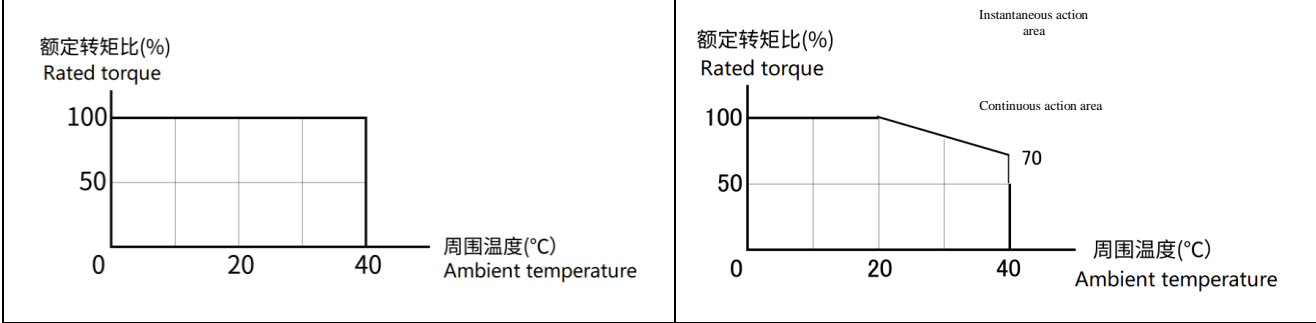 额定转矩比(%)
Rated torque
100
50
0
20
40
周围温度(℃)
Ambient temperature
Instantaneous action
area
额定转矩比(%)
Rated torque
Continuous action area
100
70
50
0
20
40
周围温度(℃)
Ambient temperature